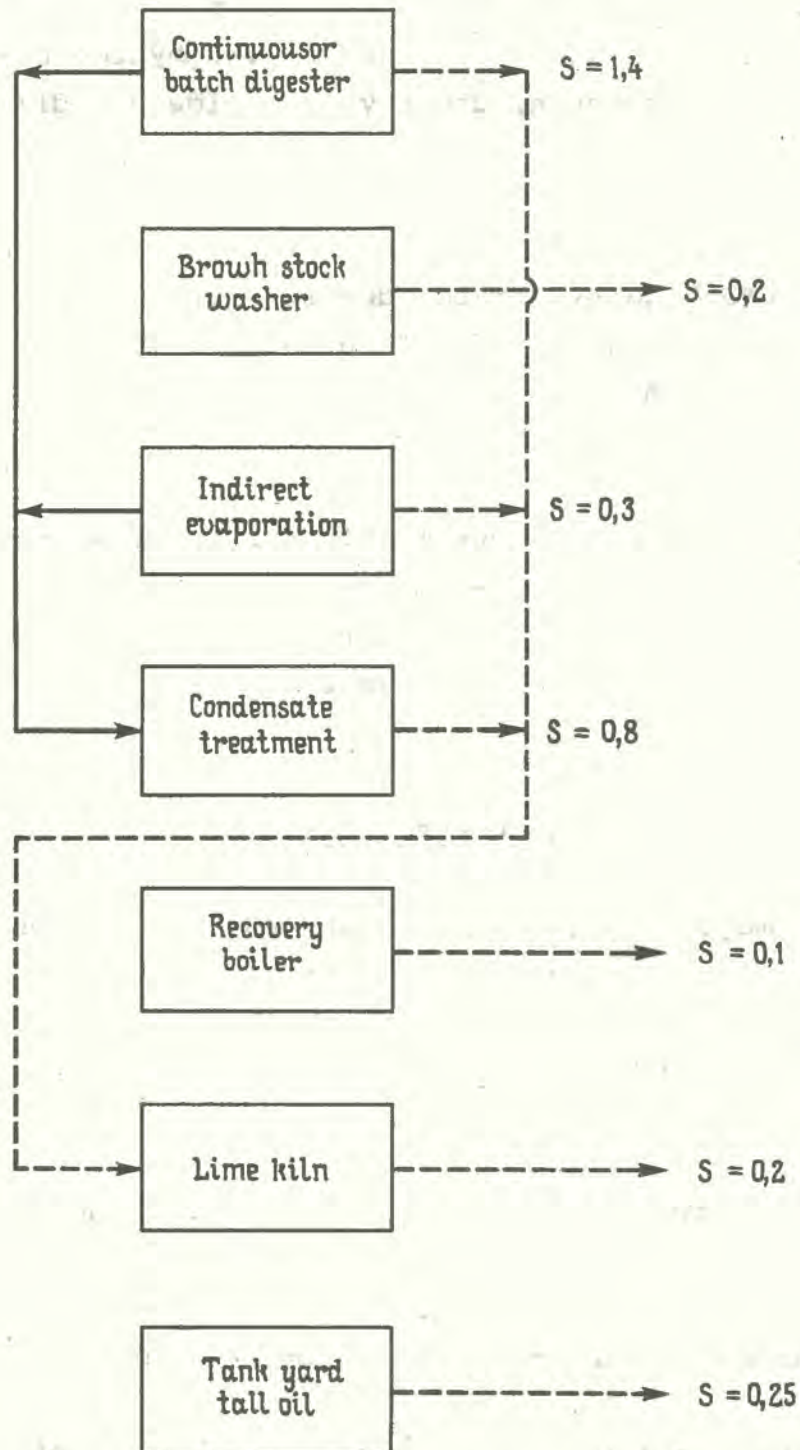 Continuousor
batch digester
S = 1,4
Browh stock
washer
S = 0,2
Indirect
evaporation
S = 0,3
Condensate
treatment
S = 0,8
Recovery
boiler
S = 0,1
Lime kiln
S = 0,2
Tank yard
tall oil
S = 0,25